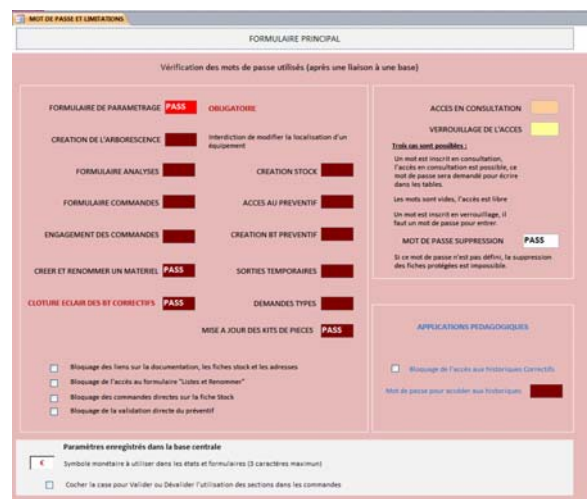 MOT DE PASSE ET LIMITATIONS
FORMULAIRE PRINCIPAL
Vérification des mots de passe utilisés (après une liaison à une base)
FORMULAIRE DE PARAMETRAGE PASS OBLIGATOIRE
CREATION DE L'ARBORESCENCE Interdiction de modifier la localisation d'un
équipement
FORMULAIRE ANALYSES CREATION STOCK
FORMULAIRE COMMANDES ACCES AU PREVENTIF
ENGAGEMENT DES COMMANDES CREATION BT PREVENTIF
CREER ET RENOMMER UN MATERIEL PASS SORTIES TEMPORAIRES
CLOTURE ECLAIR DES BT CORRECTIFS PASS DEMANDES TYPES
MISE A JOUR DES KITS DE PIECES PASS
Bloquage des liens sur la documentation, les fiches stock et les adresses
Bloquage de l'accés au formulaire "Listes et Renommer"
Bloquage des commandes directes sur la fiche Stock
Bloquage de la validation directe du préventif
ACCES EN CONSULTATION
VERROUILLAGE DE L'ACCES
Trois cas sont possibles :
Un mot est inscrit en consultation,
l'accés en consultation est possible, ce
mot de passe sera demandé pour écrire
dans les tables.
Les mots sont vides, l'accès est libre
Un mot est inscrit en verrouillage, il
faut un mot de passe pour entrer.
MOT DE PASSE SUPPRESSION PASS
Si ce mot de passe n'est pas défini, la suppression
des fiches protégées est impossible.
APPLICATIONS PEDAGOGIQUES
Bloquage de l'accés aux historiques Correctifs
Mot de passe pour accéder aux historiques
Paramètres enregistrés dans la base centrale
€ Symbole monétaire à utiliser dans les états et formulaires (3 caractères maximun)
Cocher la case pour Valider ou Dévalider l'utilisation des sections dans les commandes